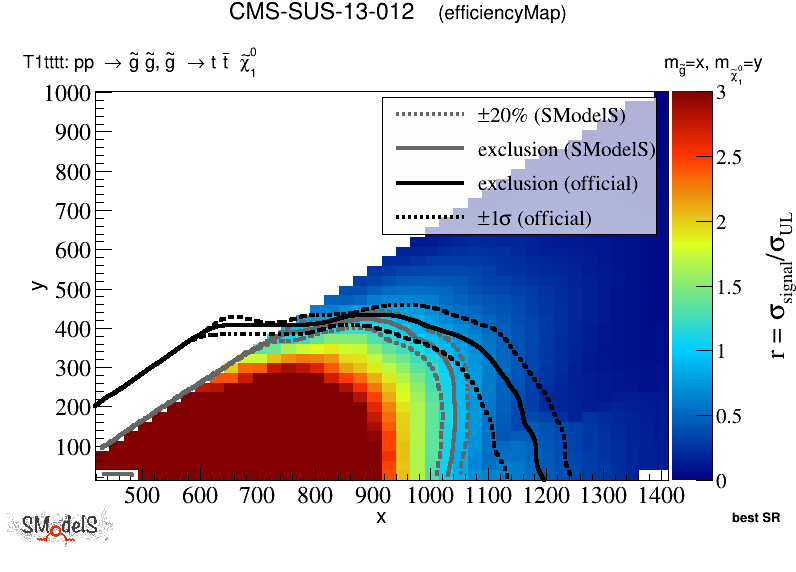 CMS-SUS-13-012 (efficiencyMap)
T1tttt: pp → g̃ g̃, g̃ → t t̄ χ̃₁⁰
m_g̃=x, m_χ̃₁⁰=y
±20% (SModelS)
exclusion (SModelS)
exclusion (official)
±1σ (official)
1000
900
800
700
600
500
400
300
200
100
y
500 600 700 800 900 1000 1100 1200 1300 1400
x
3
2.5
2
1.5
1
0.5
0
r = σ_signal/σ_UL
SModelS
best SR